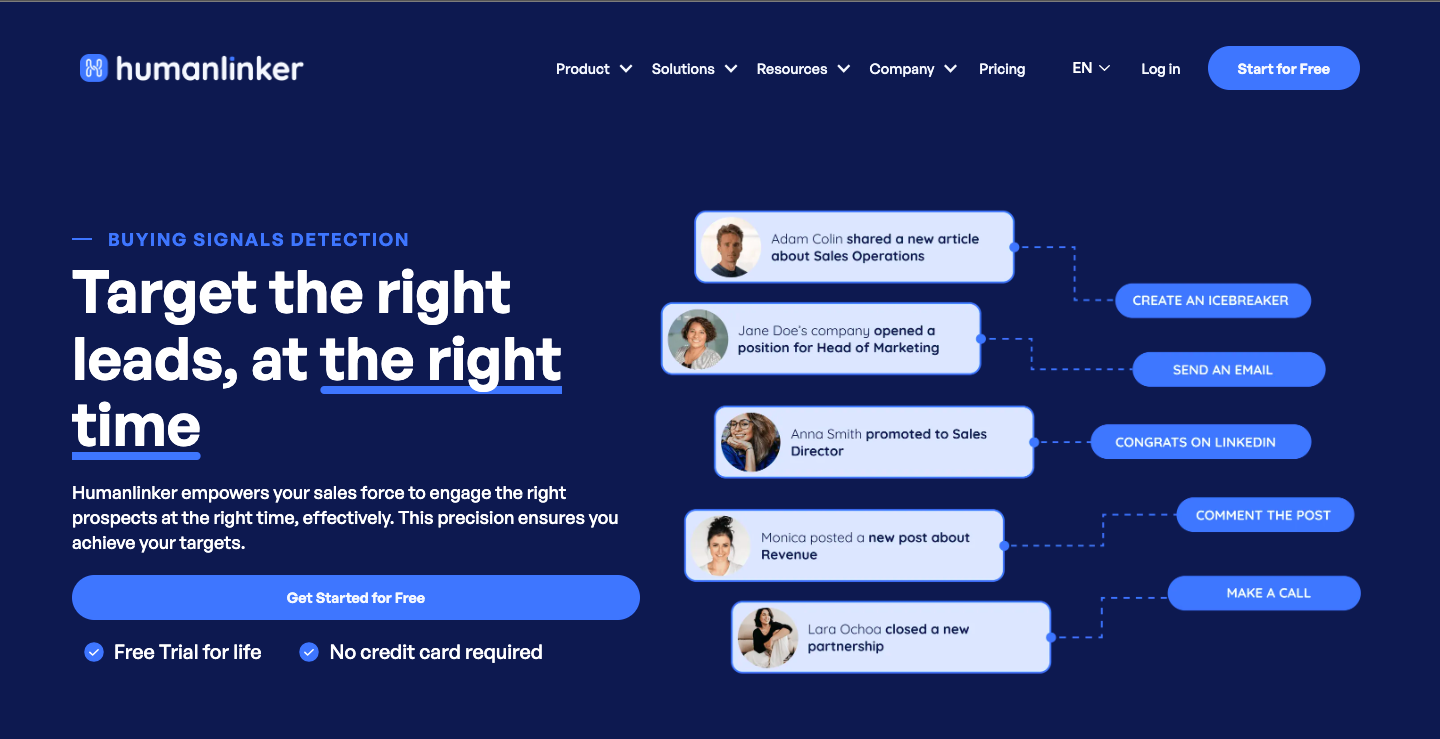 humanlinker
Product
Solutions
Resources
Company
Pricing
EN
Log in
Start for Free
BUYING SIGNALS DETECTION
Target the right
leads, at the right
time
Humanlinker empowers your sales force to engage the right
prospects at the right time, effectively. This precision ensures you
achieve your targets.
Get Started for Free
Free Trial for life
No credit card required
Adam Colin shared a new article
about Sales Operations
CREATE AN ICEBREAKER
Jane Doe's company opened a
position for Head of Marketing
SEND AN EMAIL
Anna Smith promoted to Sales
Director
CONGRATS ON LINKEDIN
Monica posted a new post about
Revenue
COMMENT THE POST
Lara Ochoa closed a new
partnership
MAKE A CALL